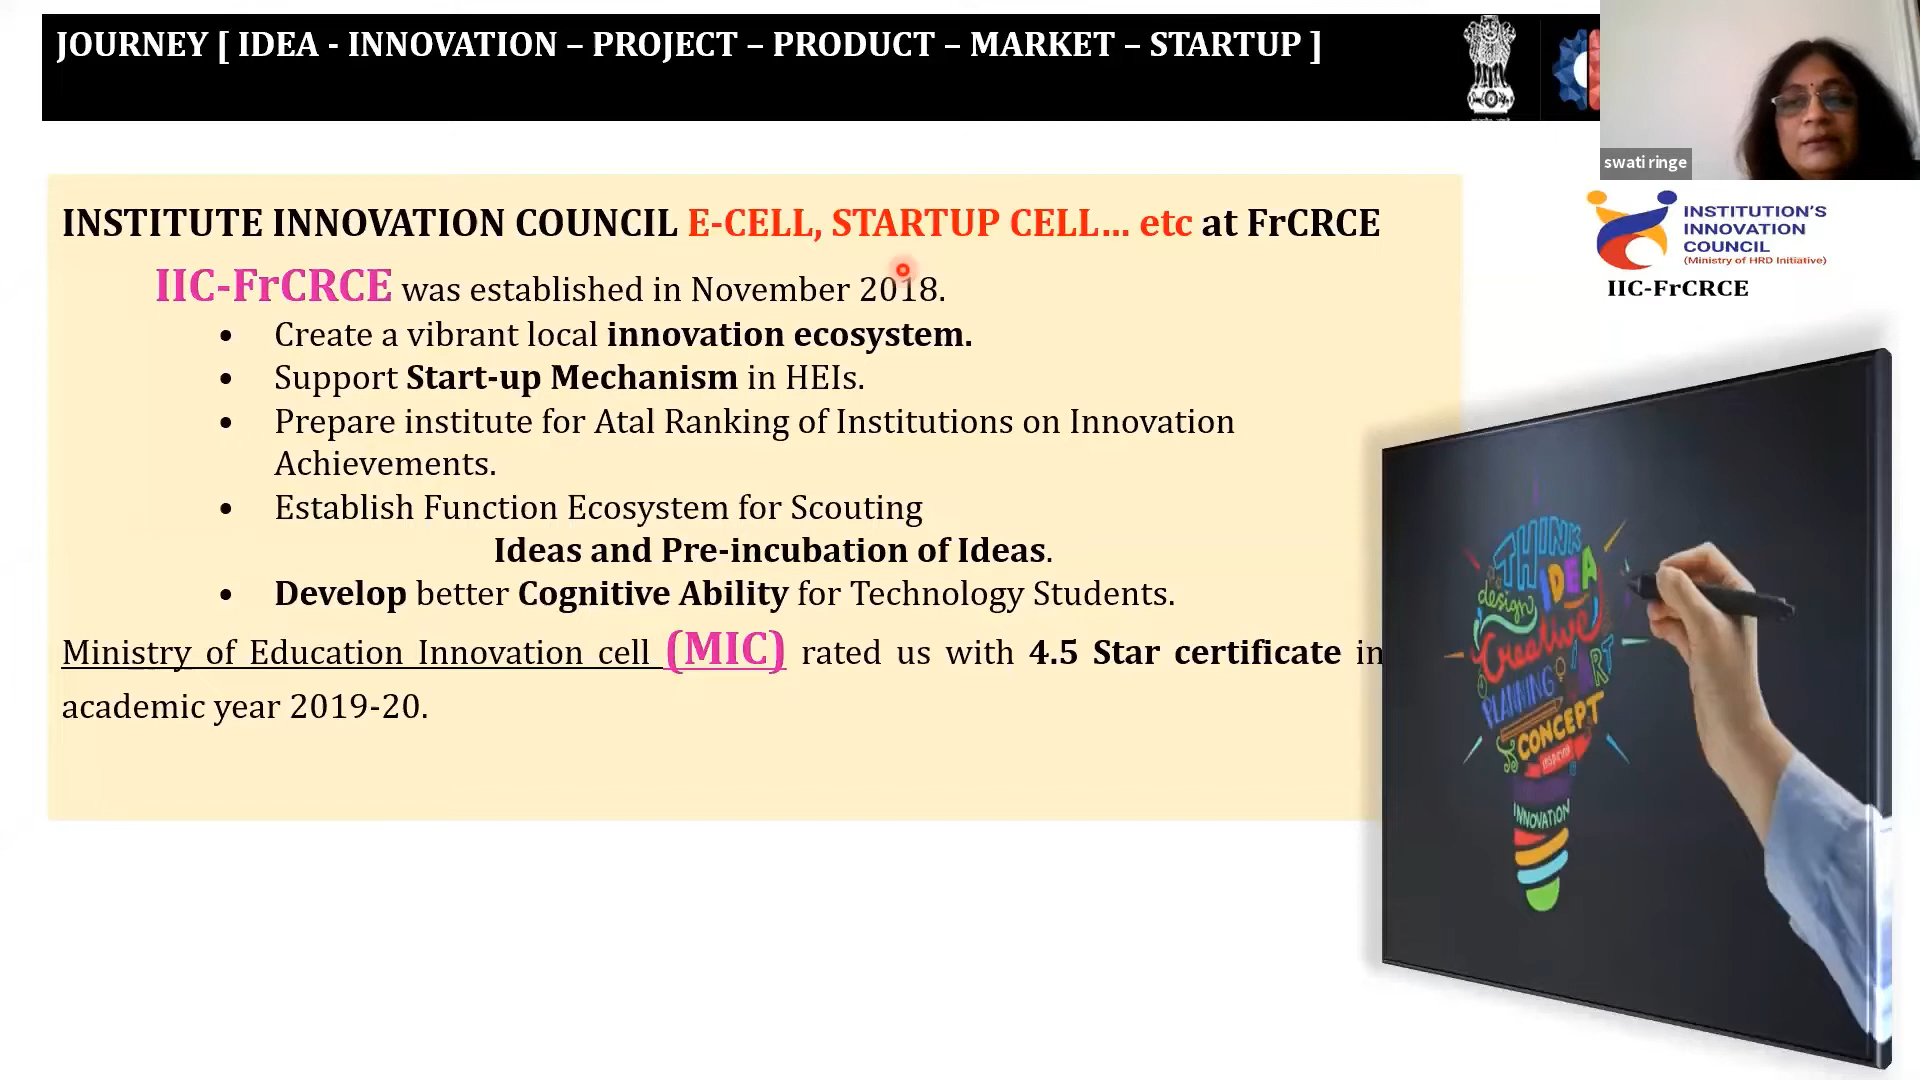 JOURNEY [ IDEA - INNOVATION – PROJECT – PRODUCT – MARKET – STARTUP ]
swati ringe
INSTITUTE INNOVATION COUNCIL E-CELL, STARTUP CELL... etc at FrCRCE
IIC-FrCRCE was established in November 2018.
• Create a vibrant local innovation ecosystem.
• Support Start-up Mechanism in HEIs.
• Prepare institute for Atal Ranking of Institutions on Innovation
Achievements.
• Establish Function Ecosystem for Scouting
Ideas and Pre-incubation of Ideas.
• Develop better Cognitive Ability for Technology Students.
Ministry of Education Innovation cell (MIC) rated us with 4.5 Star certificate in
academic year 2019-20.
INSTITUTION'S
INNOVATION
COUNCIL
(Ministry of HRD Initiative)
IIC-FrCRCE
THINK
IDEA
design
Creative
ART
PLANNING
CONCEPT
INNOVATION